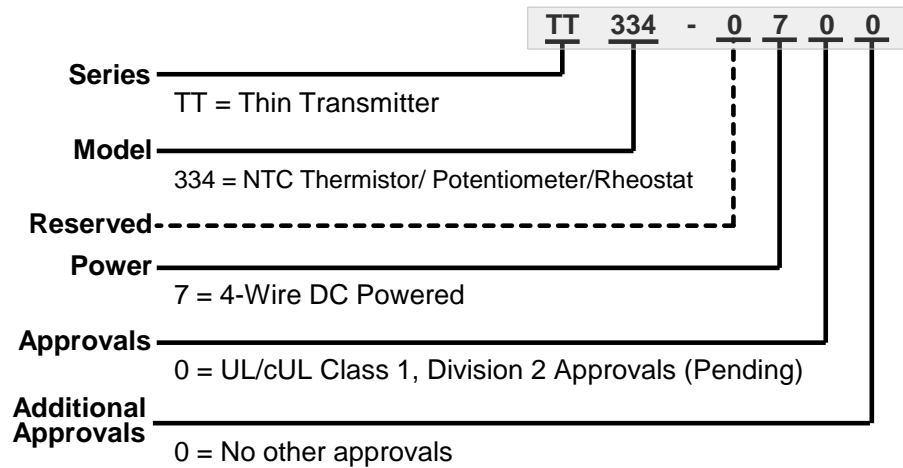 TT 334 - 0 7 0 0
Series
TT = Thin Transmitter
Model
334 = NTC Thermistor/ Potentiometer/Rheostat
Reserved
Power
7 = 4-Wire DC Powered
Approvals
0 = UL/cUL Class 1, Division 2 Approvals (Pending)
Additional
Approvals
0 = No other approvals